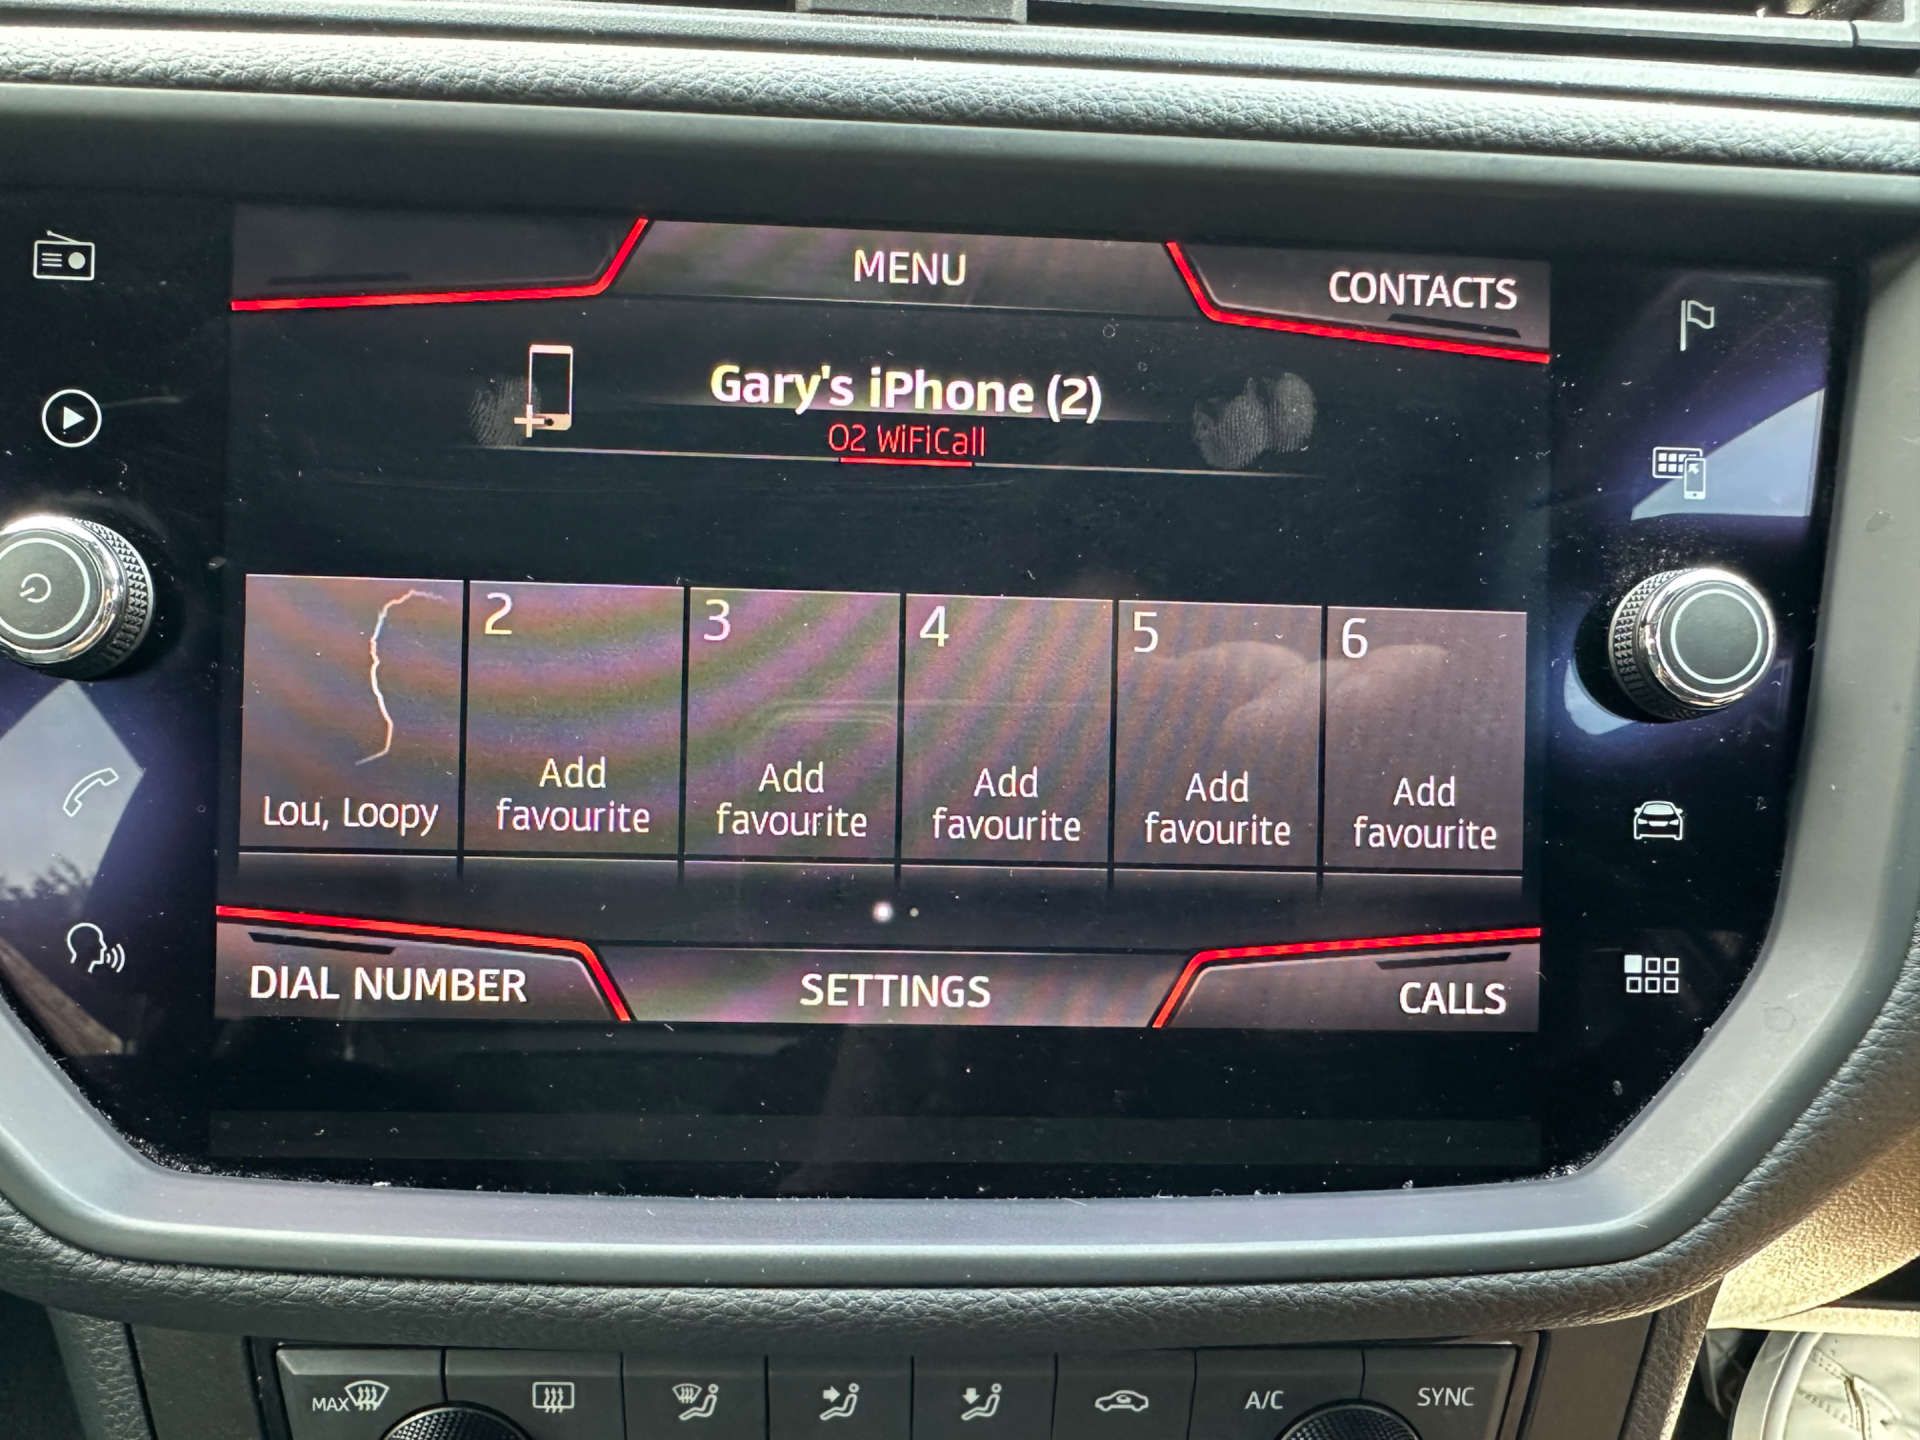 MENU
CONTACTS
Gary's iPhone (2)
O2 WiFiCall
2
3
4
5
6
Lou, Loopy
Add
favourite
Add
favourite
Add
favourite
Add
favourite
Add
favourite
DIAL NUMBER
SETTINGS
CALLS
MAX
A/C
SYNC